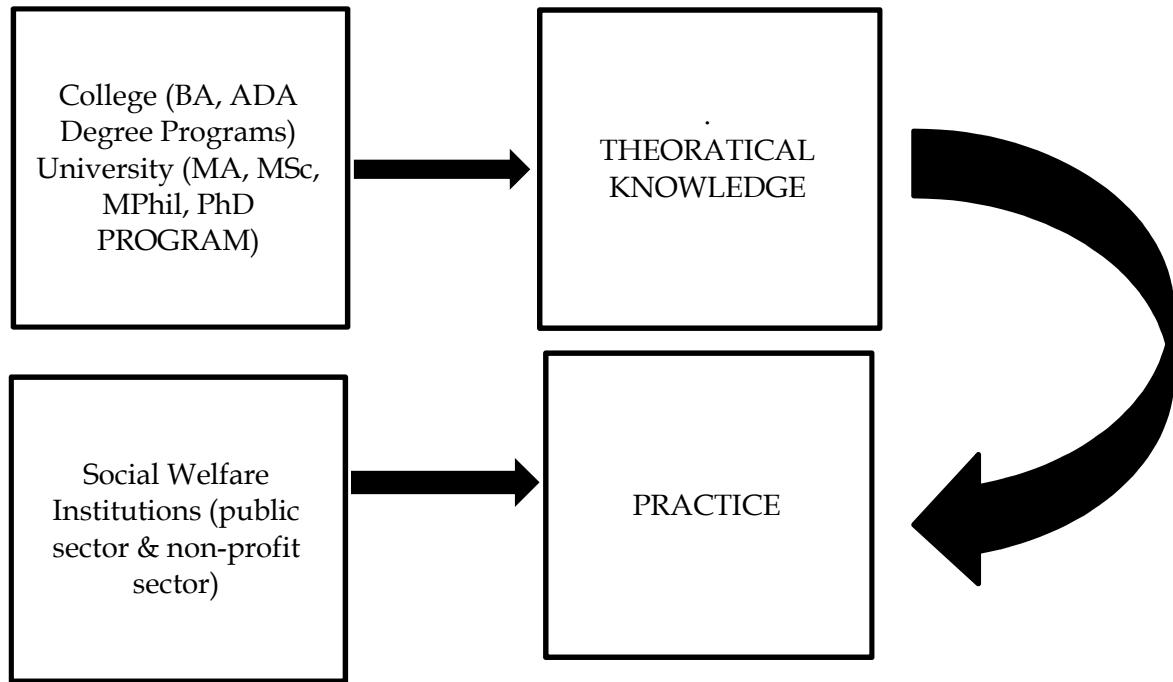 College (BA, ADA
Degree Programs)
University (MA, MSc,
MPhil, PhD
PROGRAM)
.
THEORATICAL
KNOWLEDGE
Social Welfare
Institutions (public
sector & non-profit
sector)
PRACTICE